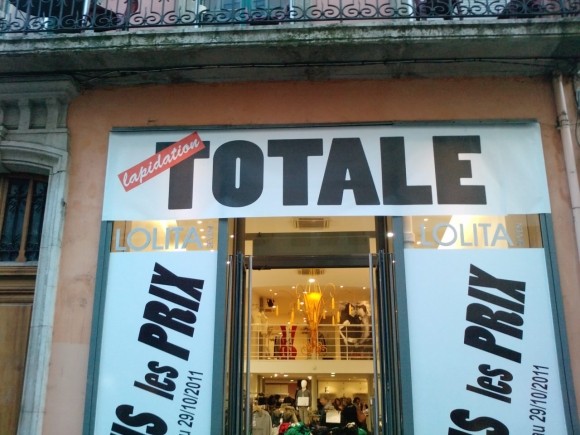 lapidation
TOTALE
LOLITA
LOLITA
les PRIX
29/10/2011
les PRIX
29/10/2011